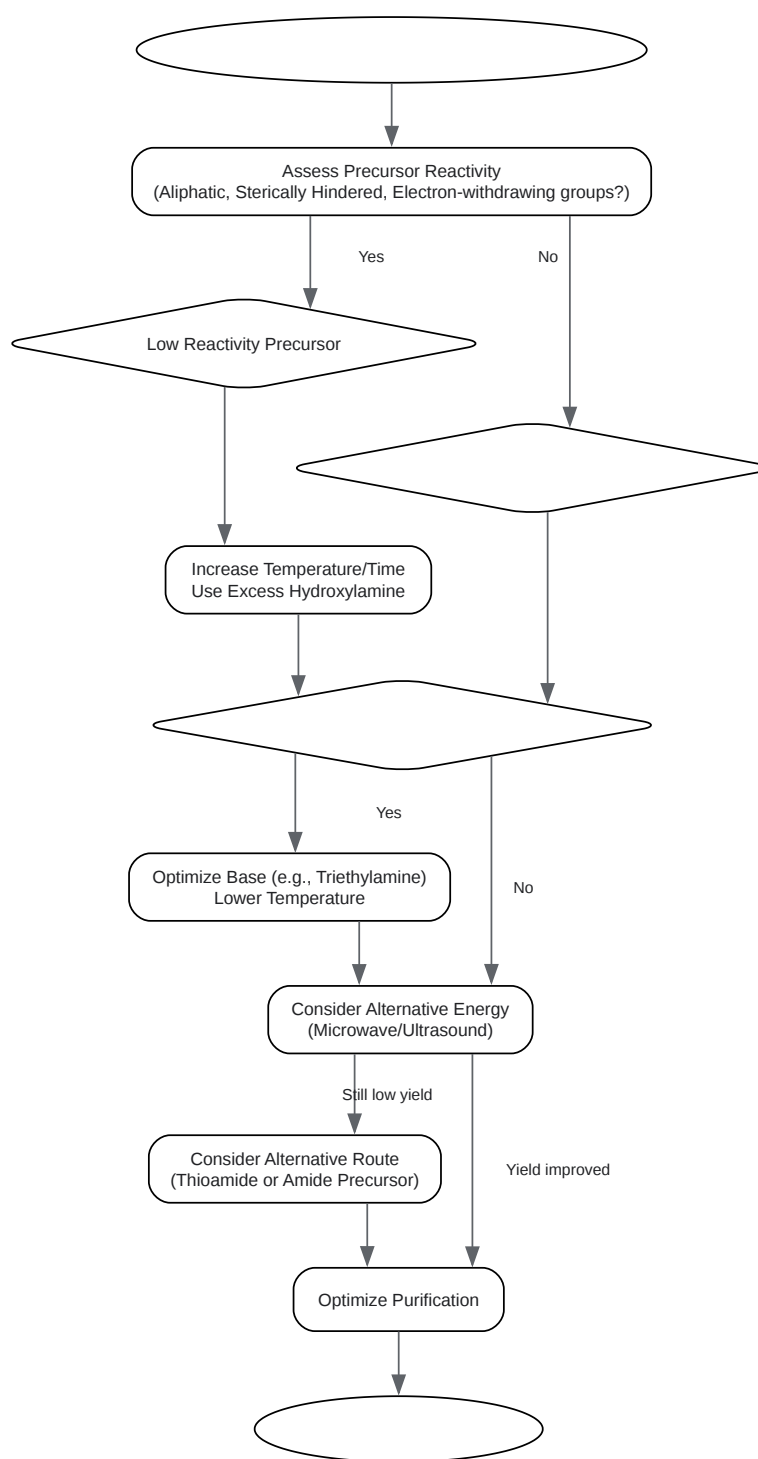 Assess Precursor Reactivity
(Aliphatic, Sterically Hindered, Electron-withdrawing groups?)
Yes
No
Low Reactivity Precursor
Increase Temperature/Time
Use Excess Hydroxylamine
Yes
Optimize Base (e.g., Triethylamine)
Lower Temperature
No
Consider Alternative Energy
(Microwave/Ultrasound)
Still low yield
Consider Alternative Route
(Thioamide or Amide Precursor)
Yield improved
Optimize Purification